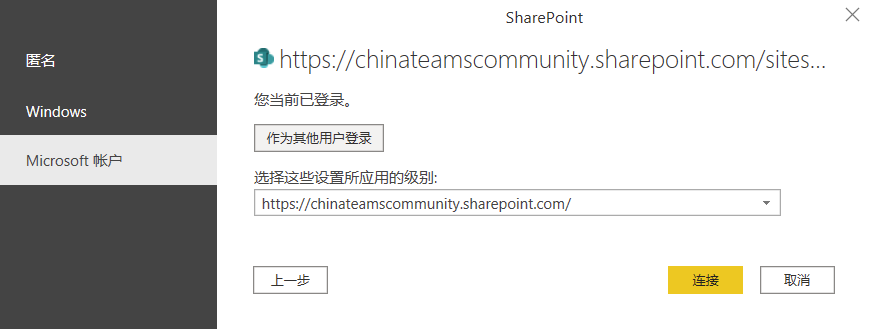 SharePoint
匿名
Windows
Microsoft 帐户
https://chinateamscommunity.sharepoint.com/sites...
您当前已登录。
作为其他用户登录
选择这些设置所应用的级别:
https://chinateamscommunity.sharepoint.com/
上一步
连接
取消